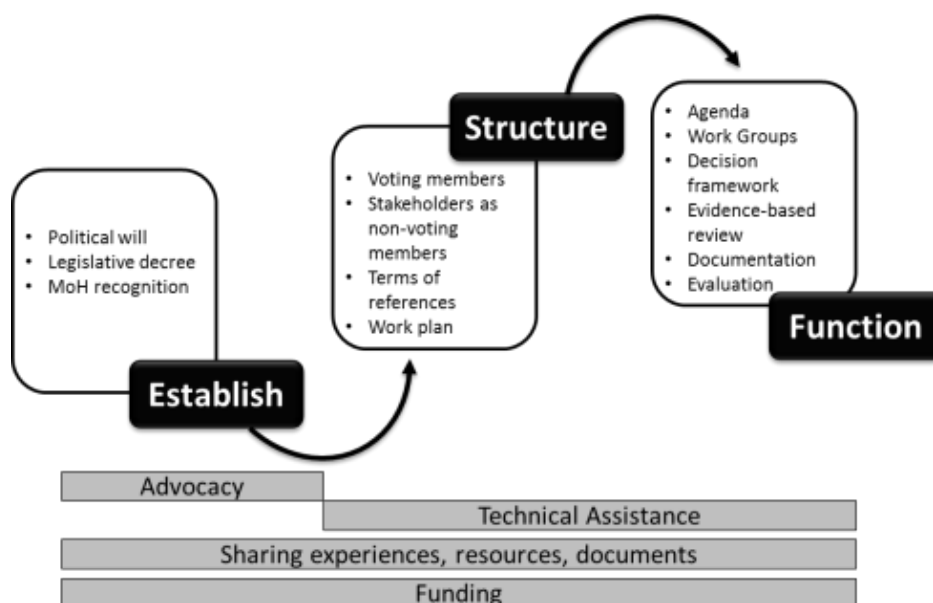 Establish
• Political will
• Legislative decree
• MoH recognition
Structure
• Voting members
• Stakeholders as
non-voting
members
• Terms of
references
• Work plan
Function
• Agenda
• Work Groups
• Decision
framework
• Evidence-based
review
• Documentation
• Evaluation
Advocacy
Technical Assistance
Sharing experiences, resources, documents
Funding